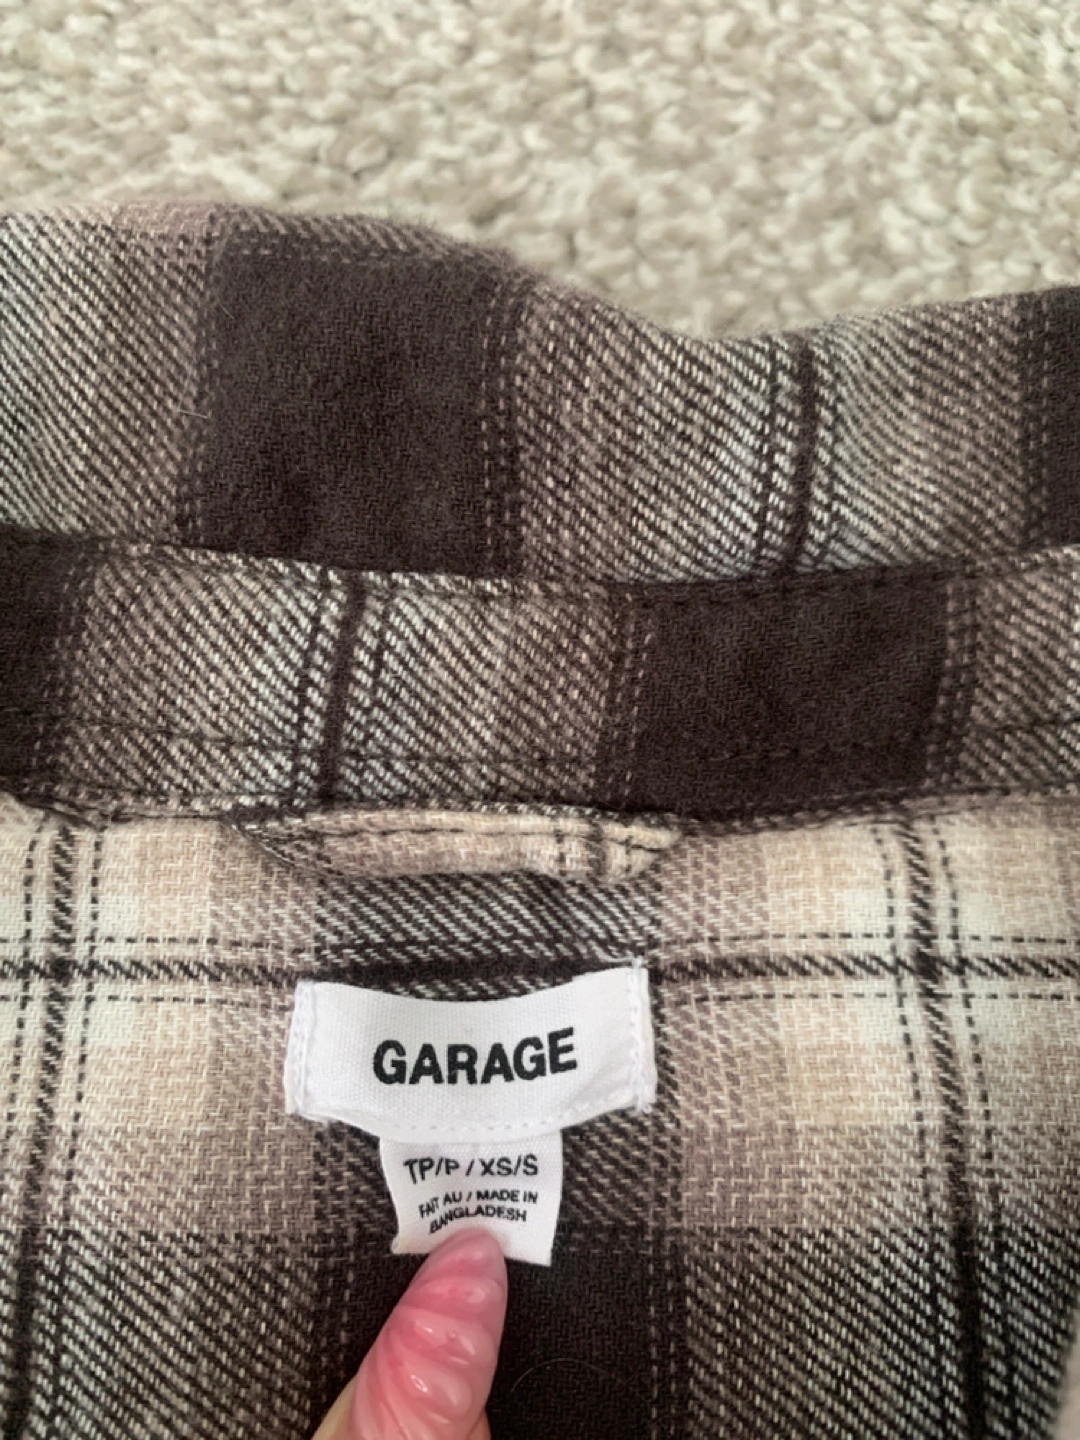 GARAGE
TP/P / XS/S
FAIT AU / MADE IN
BANGLADESH